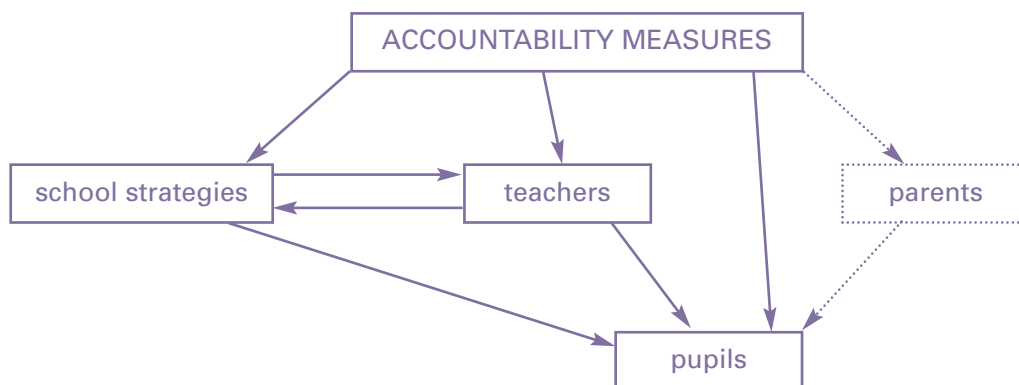 ACCOUNTABILITY MEASURES
school strategies
teachers
parents
pupils